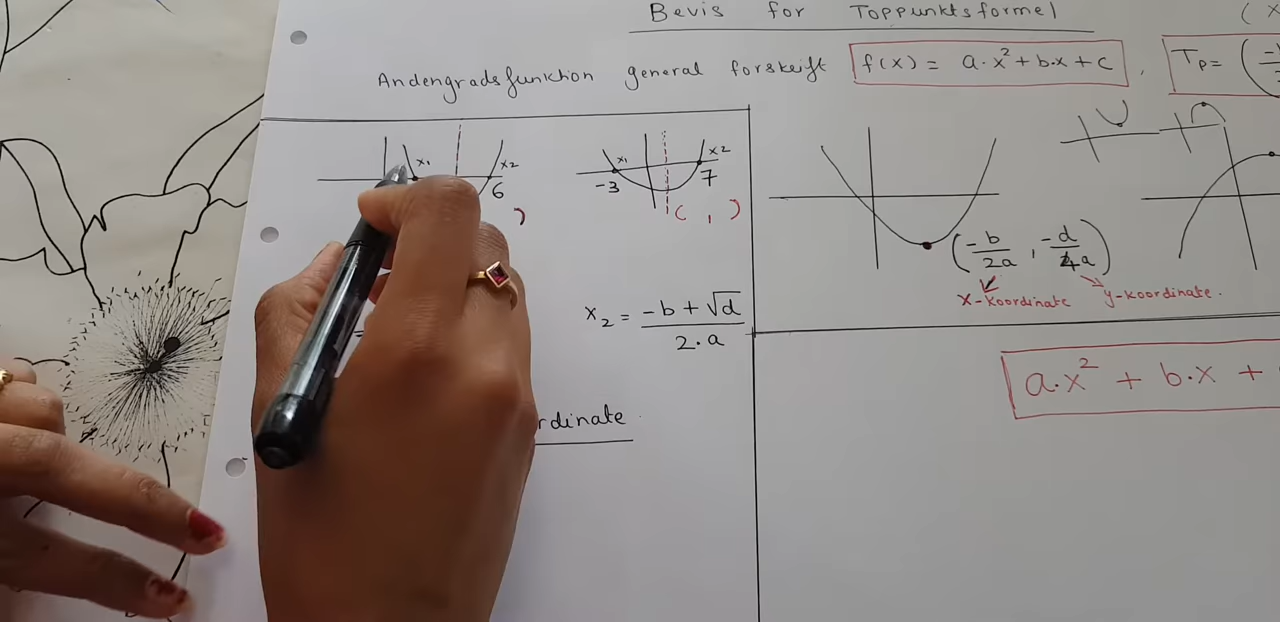 Bevis for Toppunktsformel
(x
Andengradsfunktion general forskrift f(x) = a·x² + b·x + c , Tp = (-b
x₁ x₂
6
x₁ x₂
-3 7
)
( , )
(-b/2a , -d/4a)
x-koordinate y-koordinate.
x₂ = (-b + √d)/(2·a)
a·x² + b·x +
rdinate